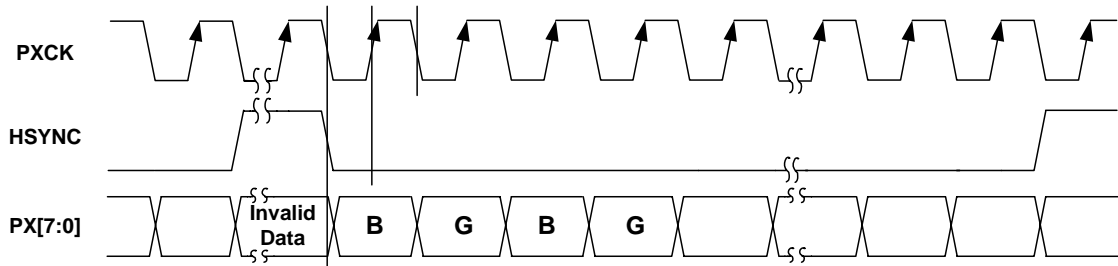 PXCK
HSYNC
PX[7:0]
Invalid
Data
B
G
B
G